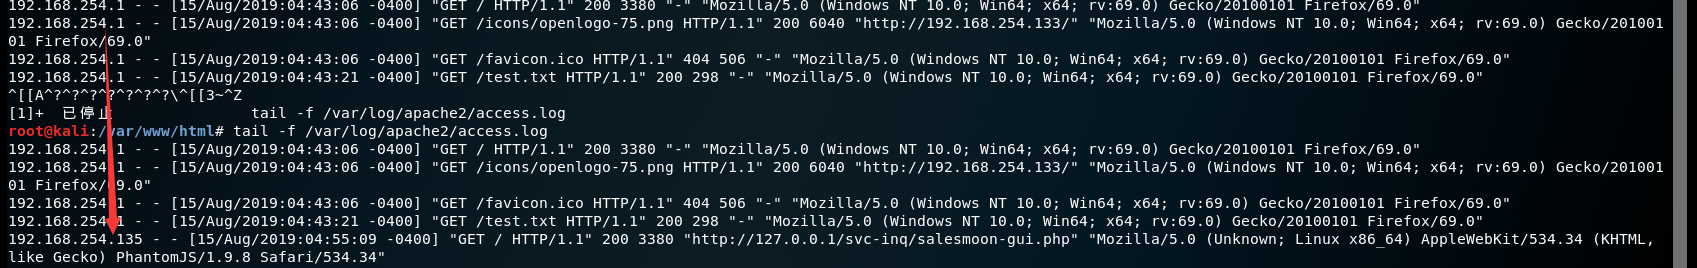 192.168.254.1 - - [15/Aug/2019:04:43:06 -0400] "GET / HTTP/1.1" 200 3380 "-" "Mozilla/5.0 (Windows NT 10.0; Win64; x64; rv:69.0) Gecko/20100101 Firefox/69.0"
192.168.254.1 - - [15/Aug/2019:04:43:06 -0400] "GET /icons/openlogo-75.png HTTP/1.1" 200 6040 "http://192.168.254.133/" "Mozilla/5.0 (Windows NT 10.0; Win64; x64; rv:69.0) Gecko/201001
01 Firefox/69.0"
192.168.254.1 - - [15/Aug/2019:04:43:06 -0400] "GET /favicon.ico HTTP/1.1" 404 506 "-" "Mozilla/5.0 (Windows NT 10.0; Win64; x64; rv:69.0) Gecko/20100101 Firefox/69.0"
192.168.254.1 - - [15/Aug/2019:04:43:21 -0400] "GET /test.txt HTTP/1.1" 200 298 "-" "Mozilla/5.0 (Windows NT 10.0; Win64; x64; rv:69.0) Gecko/20100101 Firefox/69.0"
^[[A^?^?^?^?^?^?^?^?\^[[3~^Z
[1]+  已停止               tail -f /var/log/apache2/access.log
root@kali:/var/www/html# tail -f /var/log/apache2/access.log
192.168.254.1 - - [15/Aug/2019:04:43:06 -0400] "GET / HTTP/1.1" 200 3380 "-" "Mozilla/5.0 (Windows NT 10.0; Win64; x64; rv:69.0) Gecko/20100101 Firefox/69.0"
192.168.254.1 - - [15/Aug/2019:04:43:06 -0400] "GET /icons/openlogo-75.png HTTP/1.1" 200 6040 "http://192.168.254.133/" "Mozilla/5.0 (Windows NT 10.0; Win64; x64; rv:69.0) Gecko/201001
01 Firefox/69.0"
192.168.254.1 - - [15/Aug/2019:04:43:06 -0400] "GET /favicon.ico HTTP/1.1" 404 506 "-" "Mozilla/5.0 (Windows NT 10.0; Win64; x64; rv:69.0) Gecko/20100101 Firefox/69.0"
192.168.254.1 - - [15/Aug/2019:04:43:21 -0400] "GET /test.txt HTTP/1.1" 200 298 "-" "Mozilla/5.0 (Windows NT 10.0; Win64; x64; rv:69.0) Gecko/20100101 Firefox/69.0"
192.168.254.135 - - [15/Aug/2019:04:55:09 -0400] "GET / HTTP/1.1" 200 3380 "http://127.0.0.1/svc-inq/salesmoon-gui.php" "Mozilla/5.0 (Unknown; Linux x86_64) AppleWebKit/534.34 (KHTML,
like Gecko) PhantomJS/1.9.8 Safari/534.34"